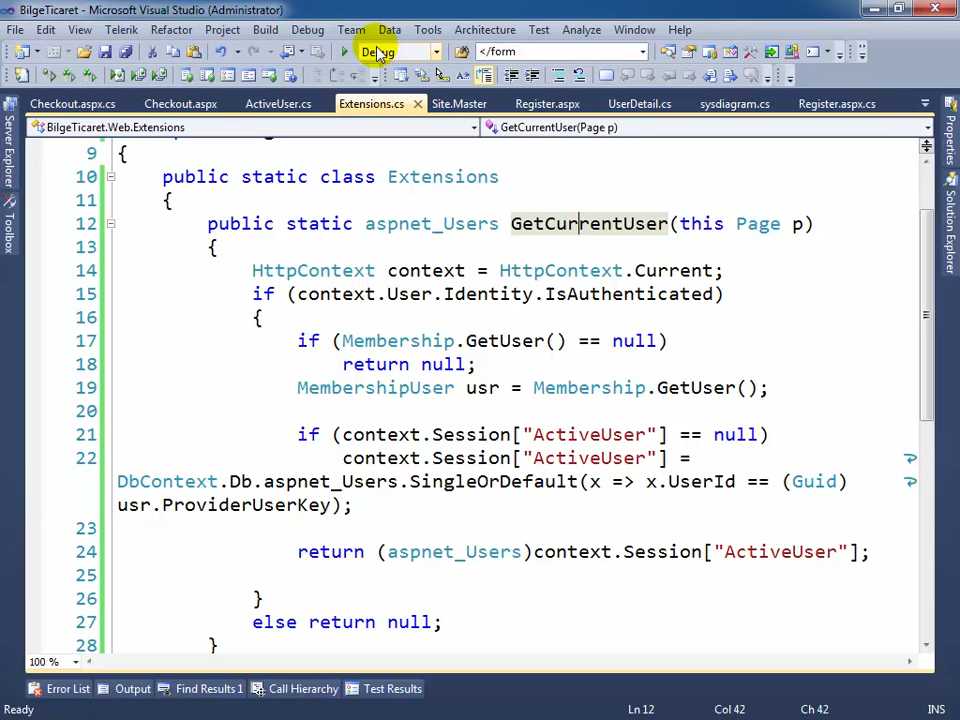 BilgeTicaret - Microsoft Visual Studio (Administrator)
File Edit View Telerik Refactor Project Build Debug Team Data Tools Architecture Test Analyze Window Help
Debug </form
Checkout.aspx.cs Checkout.aspx ActiveUser.cs Extensions.cs Site.Master Register.aspx UserDetail.cs sysdiagram.cs Register.aspx.cs
BilgeTicaret.Web.Extensions GetCurrentUser(Page p)
9 {
10 public static class Extensions
11 {
12 public static aspnet_Users GetCurrentUser(this Page p)
13 {
14 HttpContext context = HttpContext.Current;
15 if (context.User.Identity.IsAuthenticated)
16 {
17 if (Membership.GetUser() == null)
18 return null;
19 MembershipUser usr = Membership.GetUser();
20
21 if (context.Session["ActiveUser"] == null)
22 context.Session["ActiveUser"] =
DbContext.Db.aspnet_Users.SingleOrDefault(x => x.UserId == (Guid)
usr.ProviderUserKey);
23
24 return (aspnet_Users)context.Session["ActiveUser"];
25
26 }
27 else return null;
28 }
100 %
Server Explorer
Toolbox
Properties
Solution Explorer
Error List Output Find Results 1 Call Hierarchy Test Results
Ready Ln 12 Col 42 Ch 42 INS